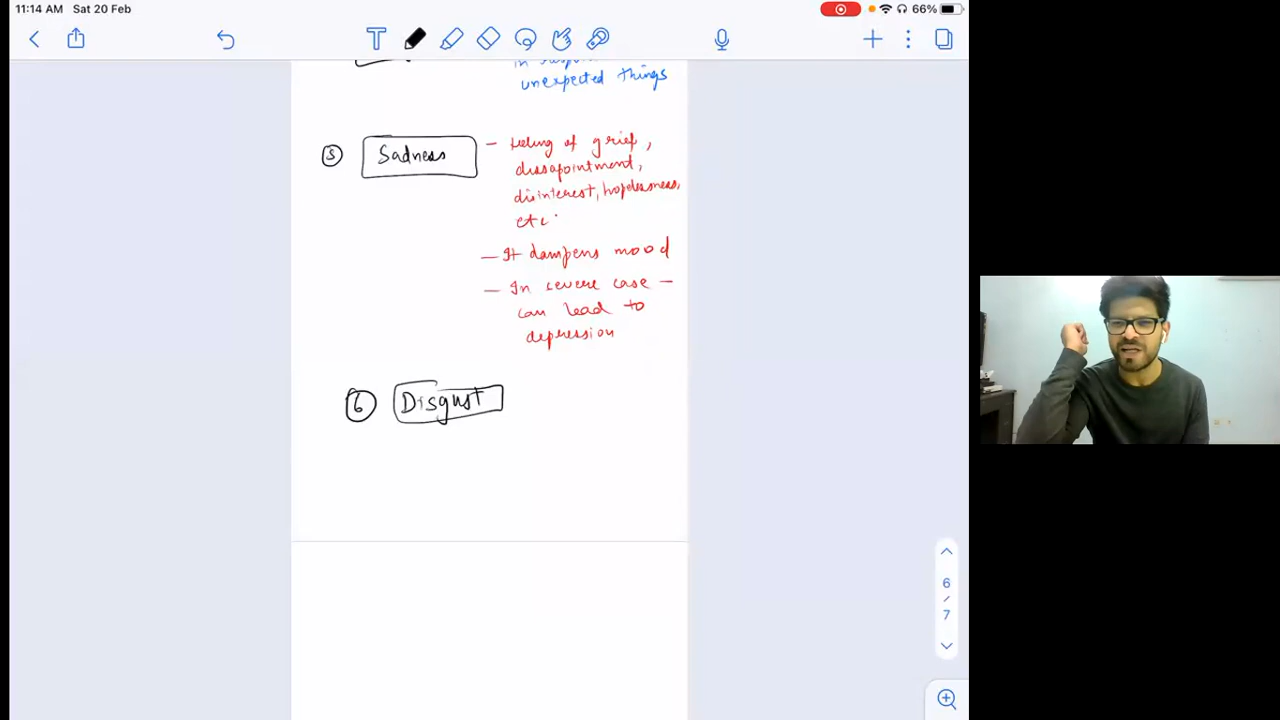 11:14 AM Sat 20 Feb
66%
unexpected things
5 Sadness
- feeling of grief,
dissapointment,
disinterest, hopelessness,
etc.
- It dampens mood
- In severe case -
can lead to
depression
6 Disgust
6
/
7